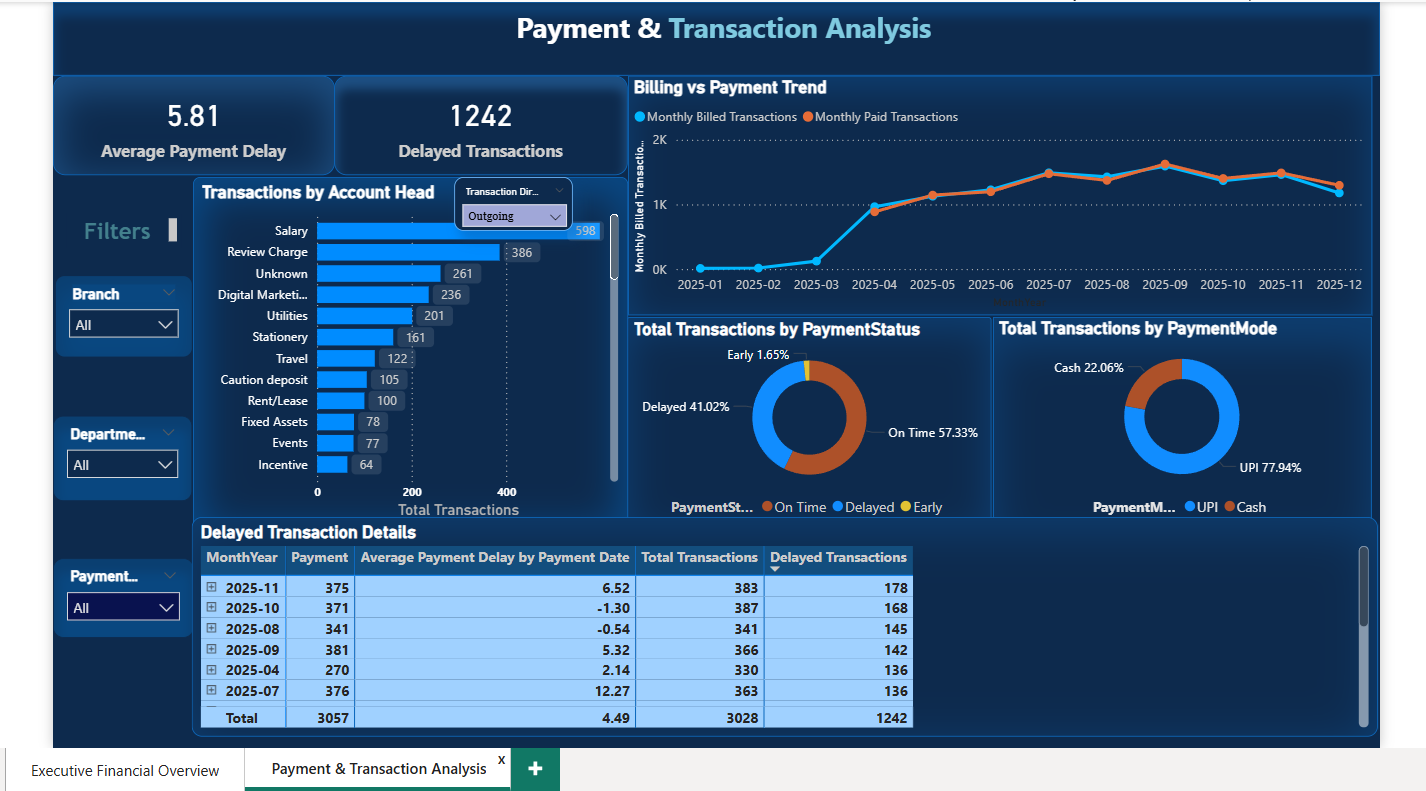 Payment & Transaction Analysis
5.81
Average Payment Delay
1242
Delayed Transactions
Filters
Branch
All
Departme...
All
Payment...
All
Transactions by Account Head
Transaction Dir...
Outgoing
Salary 598
Review Charge 386
Unknown 261
Digital Marketi... 236
Utilities 201
Stationery 161
Travel 122
Caution deposit 105
Rent/Lease 100
Fixed Assets 78
Events 77
Incentive 64
0 200 400
Total Transactions
Billing vs Payment Trend
Monthly Billed Transactions Monthly Paid Transactions
Monthly Billed Transactio...
2K
1K
0K
2025-01 2025-02 2025-03 2025-04 2025-05 2025-06 2025-07 2025-08 2025-09 2025-10 2025-11 2025-12
Total Transactions by PaymentStatus
Early 1.65%
Delayed 41.02%
On Time 57.33%
PaymentSt... On Time Delayed Early
Total Transactions by PaymentMode
Cash 22.06%
UPI 77.94%
PaymentM... UPI Cash
Delayed Transaction Details
MonthYear Payment Average Payment Delay by Payment Date Total Transactions Delayed Transactions
2025-11 375 6.52 383 178
2025-10 371 -1.30 387 168
2025-08 341 -0.54 341 145
2025-09 381 5.32 366 142
2025-04 270 2.14 330 136
2025-07 376 12.27 363 136
Total 3057 4.49 3028 1242
Executive Financial Overview
Payment & Transaction Analysis x
+